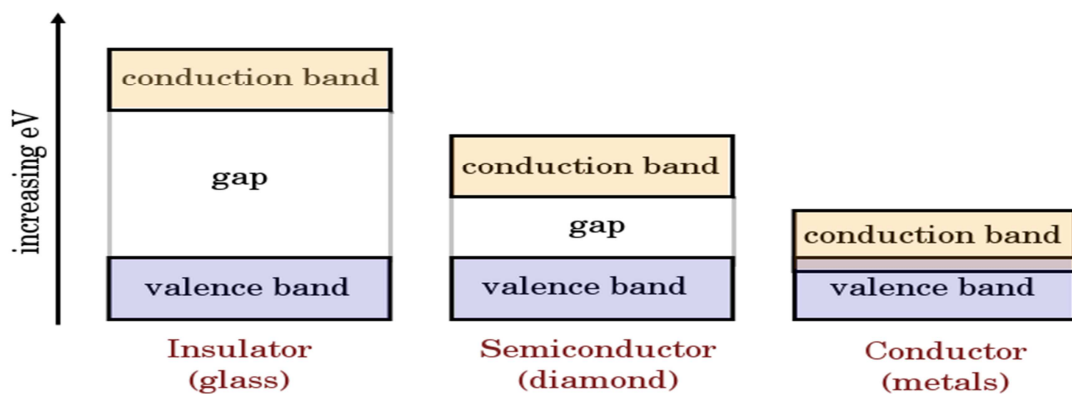 increasing eV
conduction band
gap
valence band
Insulator
(glass)
conduction band
gap
valence band
Semiconductor
(diamond)
conduction band
valence band
Conductor
(metals)